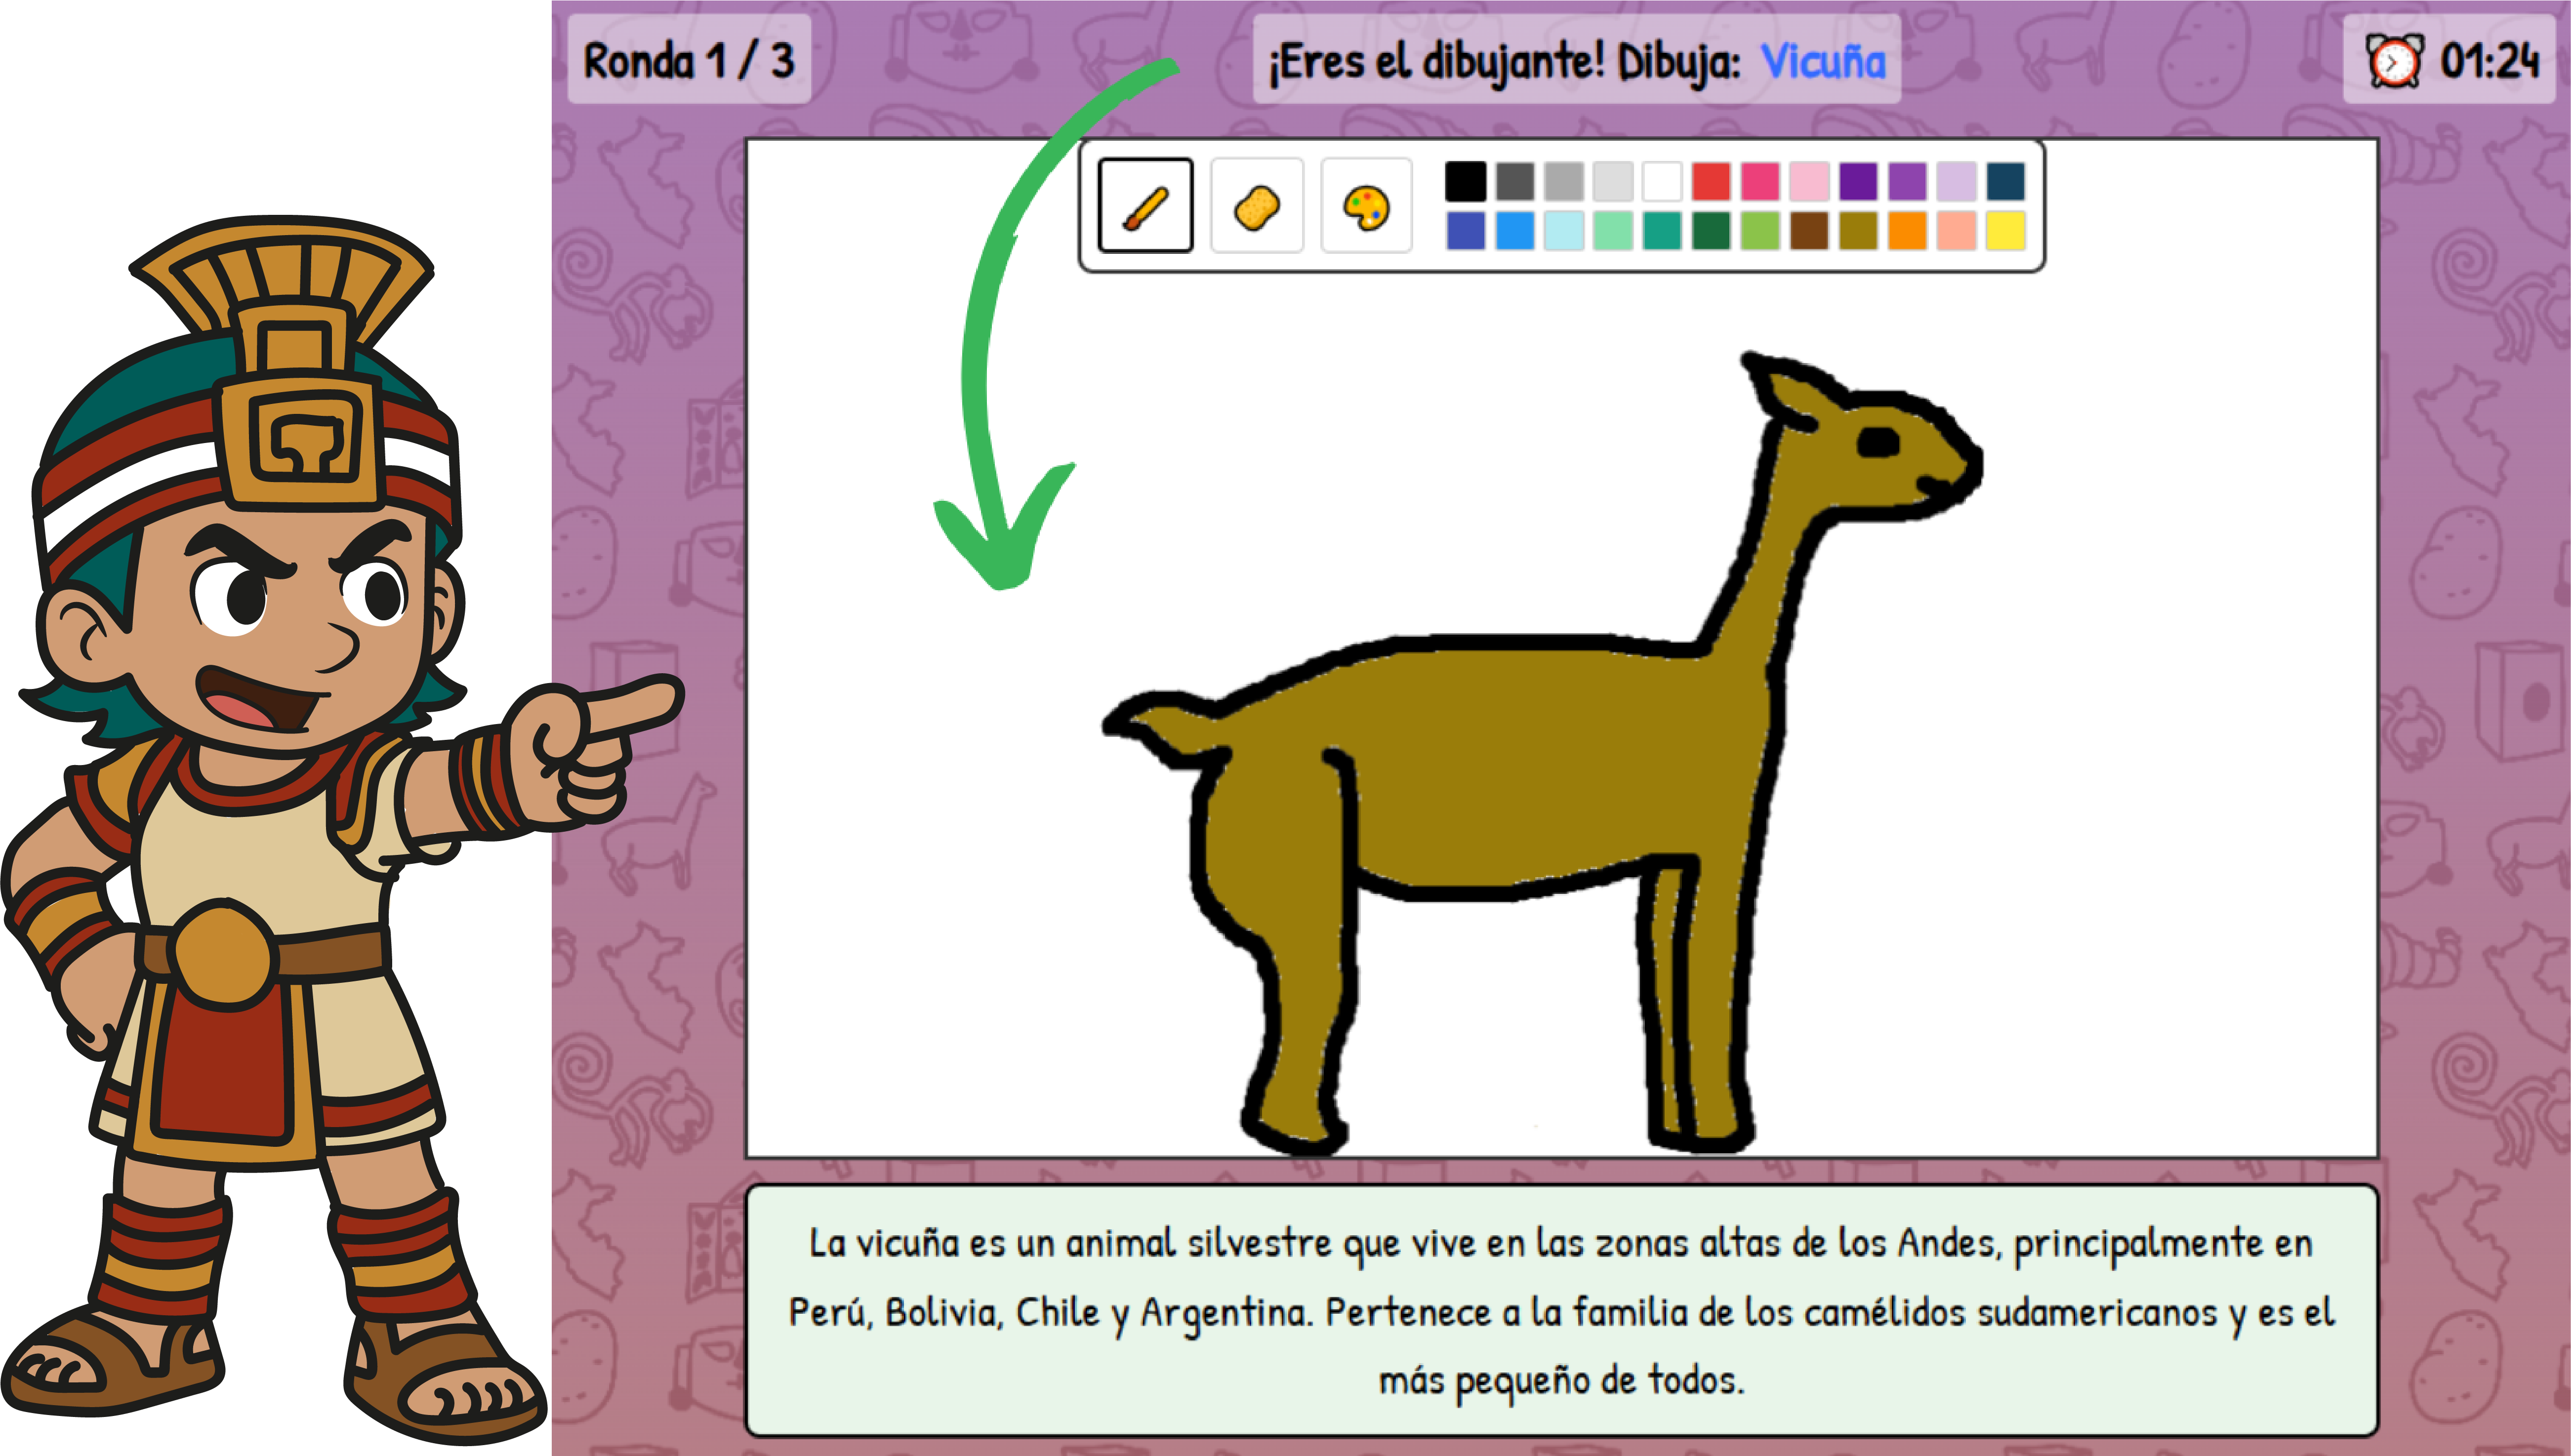 Ronda 1 / 3
¡Eres el dibujante! Dibuja: Vicuña
01:24
La vicuña es un animal silvestre que vive en las zonas altas de los Andes, principalmente en
Perú, Bolivia, Chile y Argentina. Pertenece a la familia de los camélidos sudamericanos y es el
más pequeño de todos.